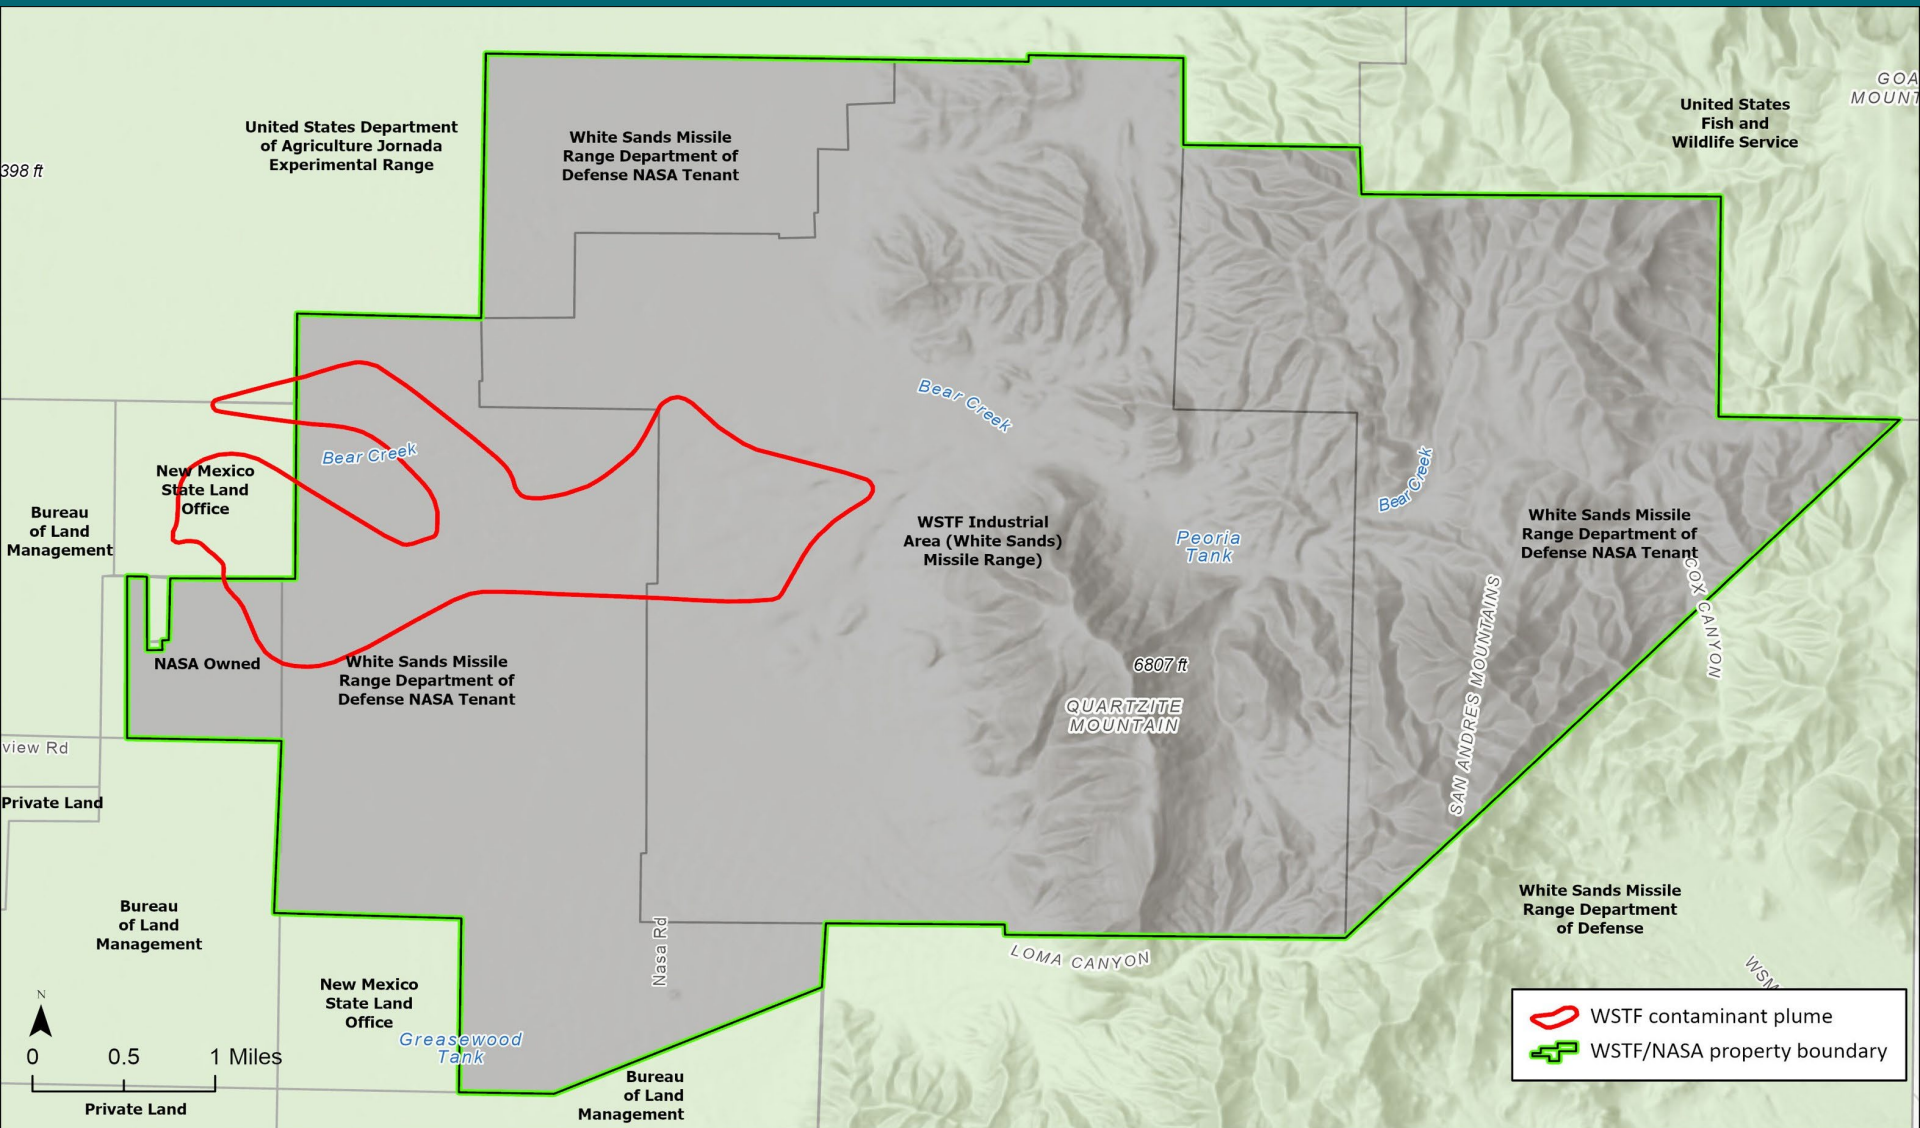 GOA
MOUNT
United States
Fish and
Wildlife Service
United States Department
of Agriculture Jornada
Experimental Range
White Sands Missile
Range Department of
Defense NASA Tenant
398 ft
Bear Creek
Bear Creek
Bear Creek
New Mexico
State Land
Office
Bureau
of Land
Management
WSTF Industrial
Area (White Sands)
Missile Range)
Peoria
Tank
White Sands Missile
Range Department of
Defense NASA Tenant
COX CANYON
SAN ANDRES MOUNTAINS
NASA Owned
White Sands Missile
Range Department of
Defense NASA Tenant
6807 ft
QUARTZITE
MOUNTAIN
view Rd
Private Land
Bureau
of Land
Management
White Sands Missile
Range Department
of Defense
Nasa Rd
LOMA CANYON
WSM
New Mexico
State Land
Office
Greasewood
Tank
N
0 0.5 1 Miles
Private Land
Bureau
of Land
Management
WSTF contaminant plume
WSTF/NASA property boundary